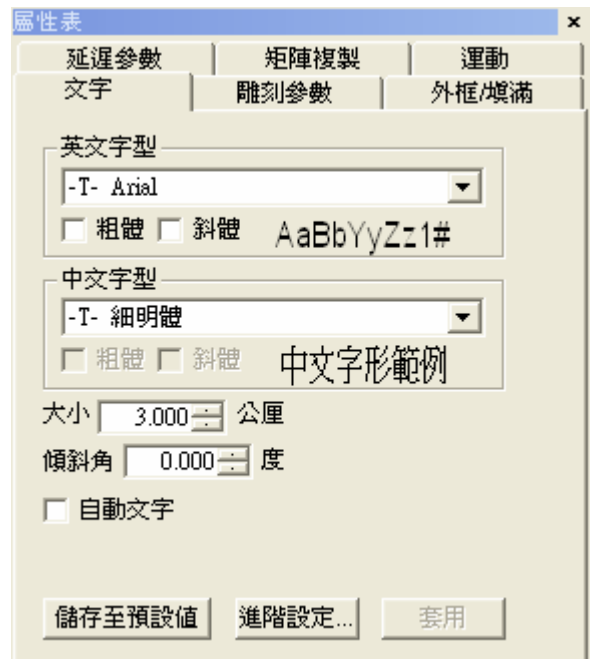 屬性表
延遲參數 矩陣複製 運動
文字 雕刻參數 外框/填滿
英文字型
-T- Arial
粗體 斜體 AaBbYyZz1#
中文字型
-T- 細明體
粗體 斜體 中文字形範例
大小 3.000 公厘
傾斜角 0.000 度
自動文字
儲存至預設值 進階設定... 套用